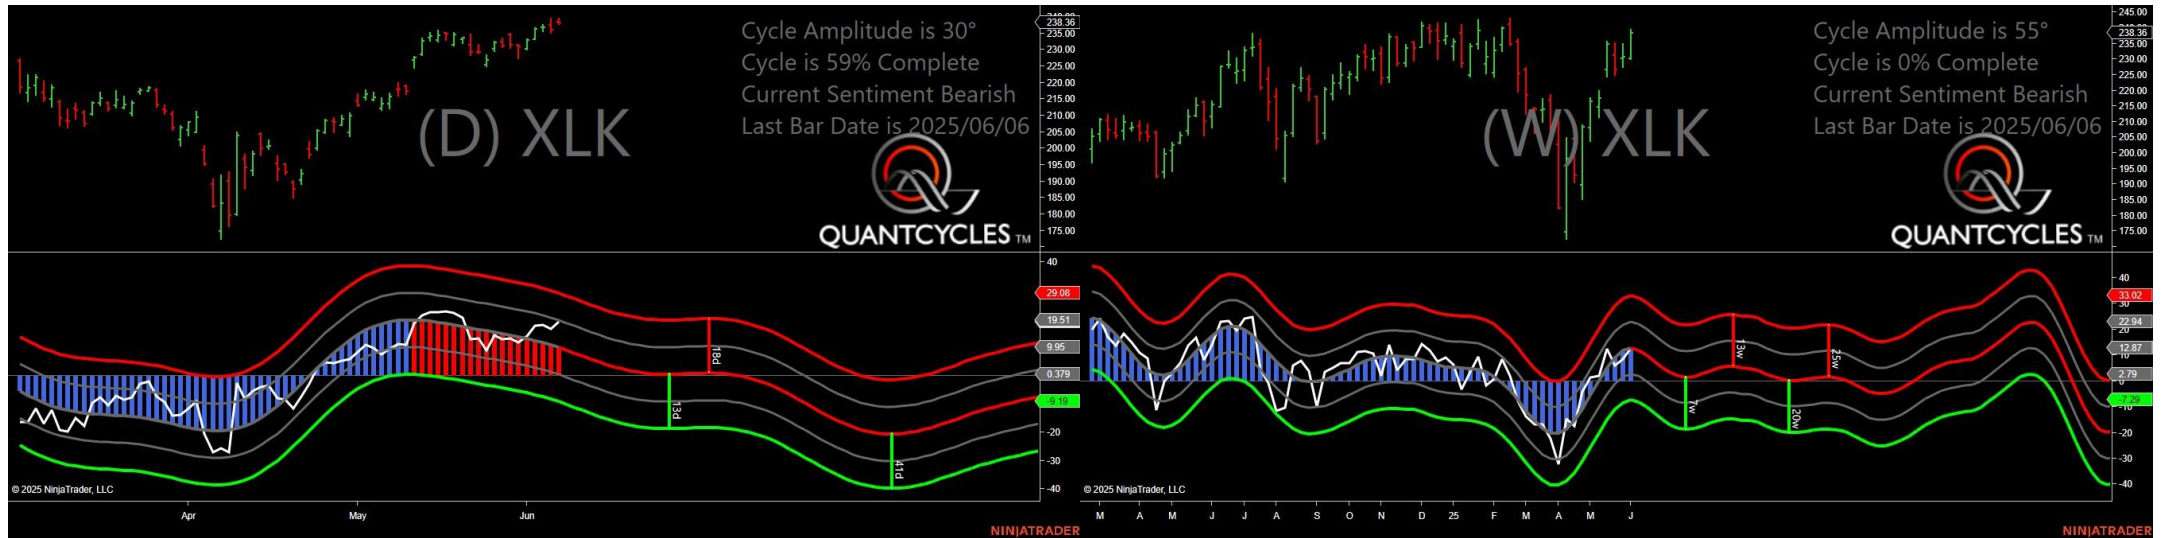 Cycle Amplitude is 30°
Cycle is 59% Complete
Current Sentiment Bearish
Last Bar Date is 2025/06/06
(D) XLK
QUANTCYCLES TM
238.36
235.00
230.00
225.00
220.00
215.00
210.00
205.00
200.00
195.00
190.00
185.00
180.00
175.00
40
29.08
19.51
9.95
0.379
-9.19
-20
-30
-40
18d
13d
41d
© 2025 NinjaTrader, LLC
Apr May Jun
NINJATRADER
Cycle Amplitude is 55°
Cycle is 0% Complete
Current Sentiment Bearish
Last Bar Date is 2025/06/06
(W) XLK
QUANTCYCLES TM
245.00
238.36
235.00
230.00
225.00
220.00
215.00
210.00
205.00
200.00
195.00
190.00
185.00
180.00
175.00
40
33.02
22.94
12.87
2.79
-7.29
-20
-30
-40
13w
25w
7w
20w
© 2025 NinjaTrader, LLC
M A M J J A S O N D 25 F M A M J
NINJATRADER